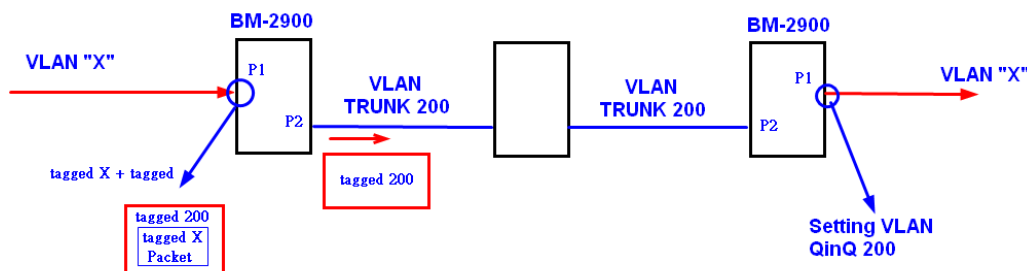 BM-2900
BM-2900
VLAN "X"
P1
VLAN
TRUNK 200
VLAN
TRUNK 200
P1
VLAN "X"
P2
P2
tagged X + tagged
tagged 200
tagged 200
tagged X
Packet
Setting VLAN
QinQ 200